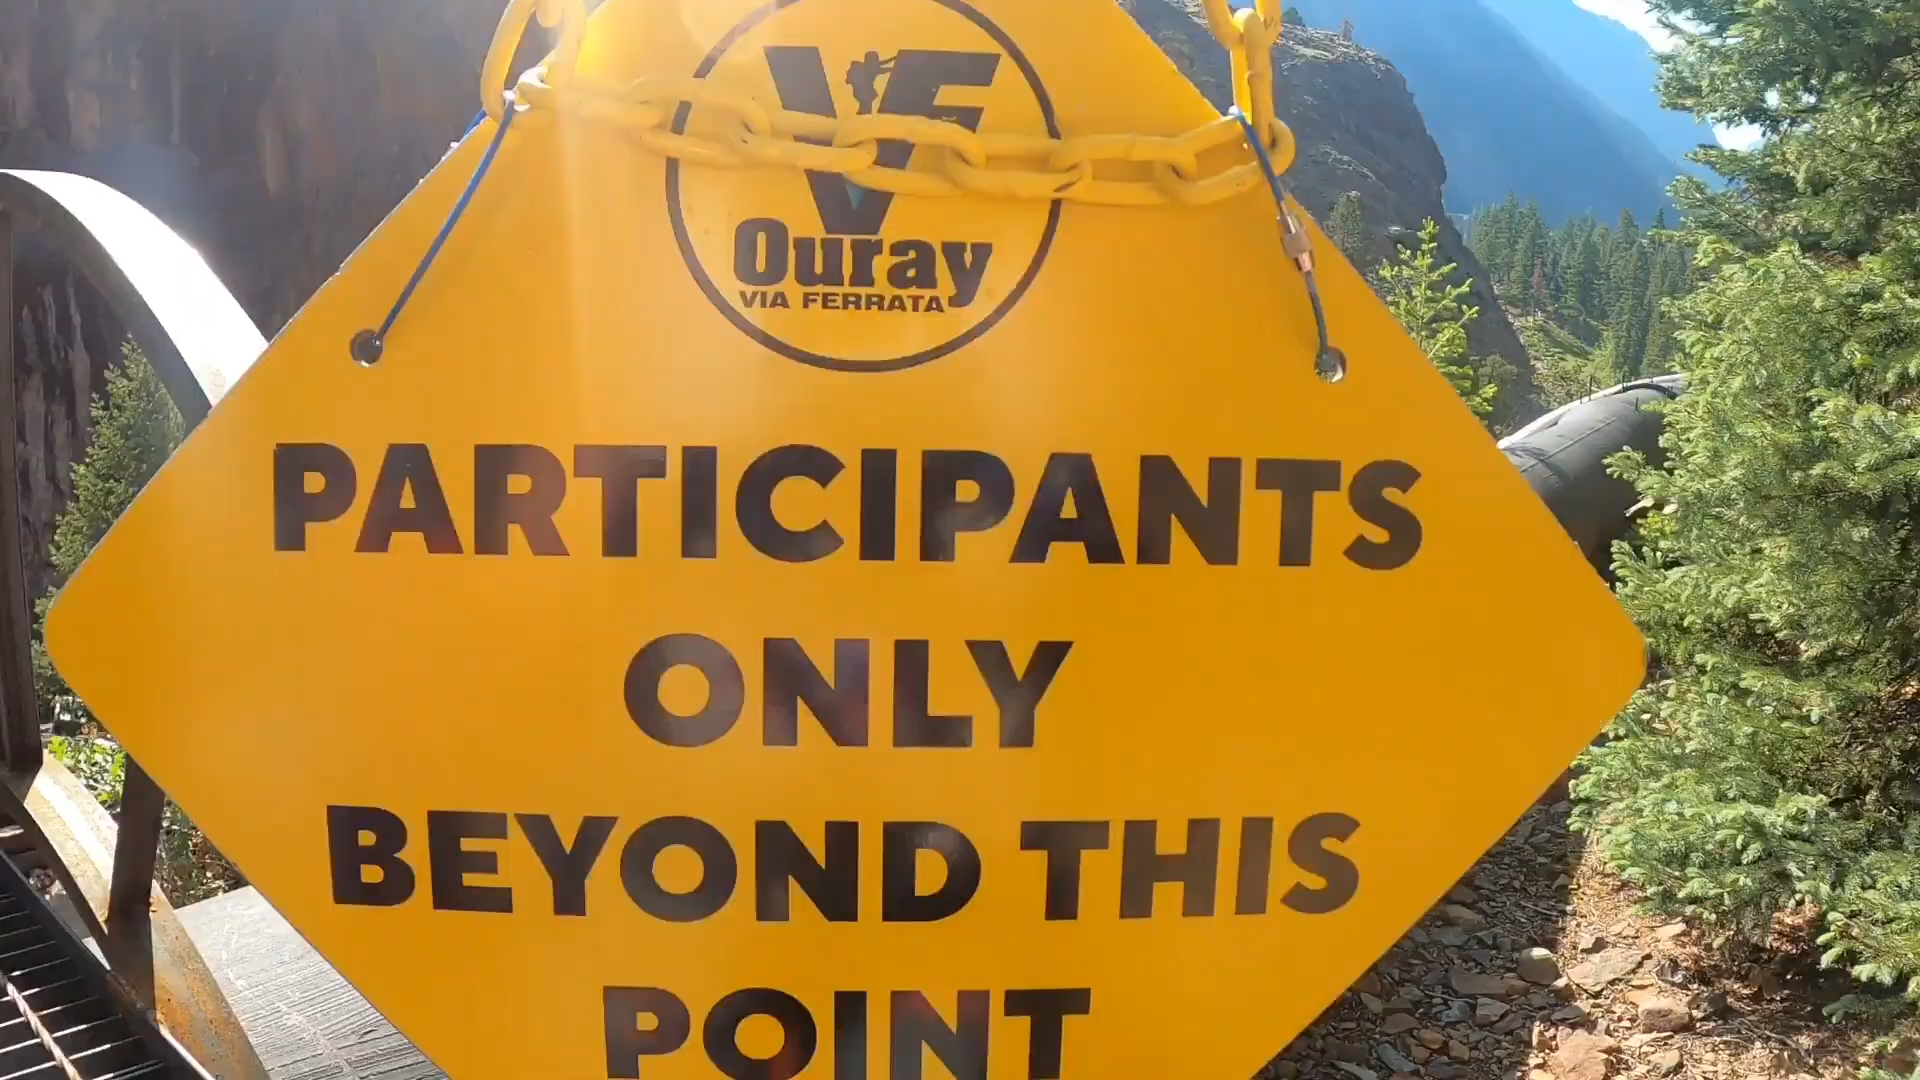 VF
Ouray
VIA FERRATA
PARTICIPANTS
ONLY
BEYOND THIS
POINT